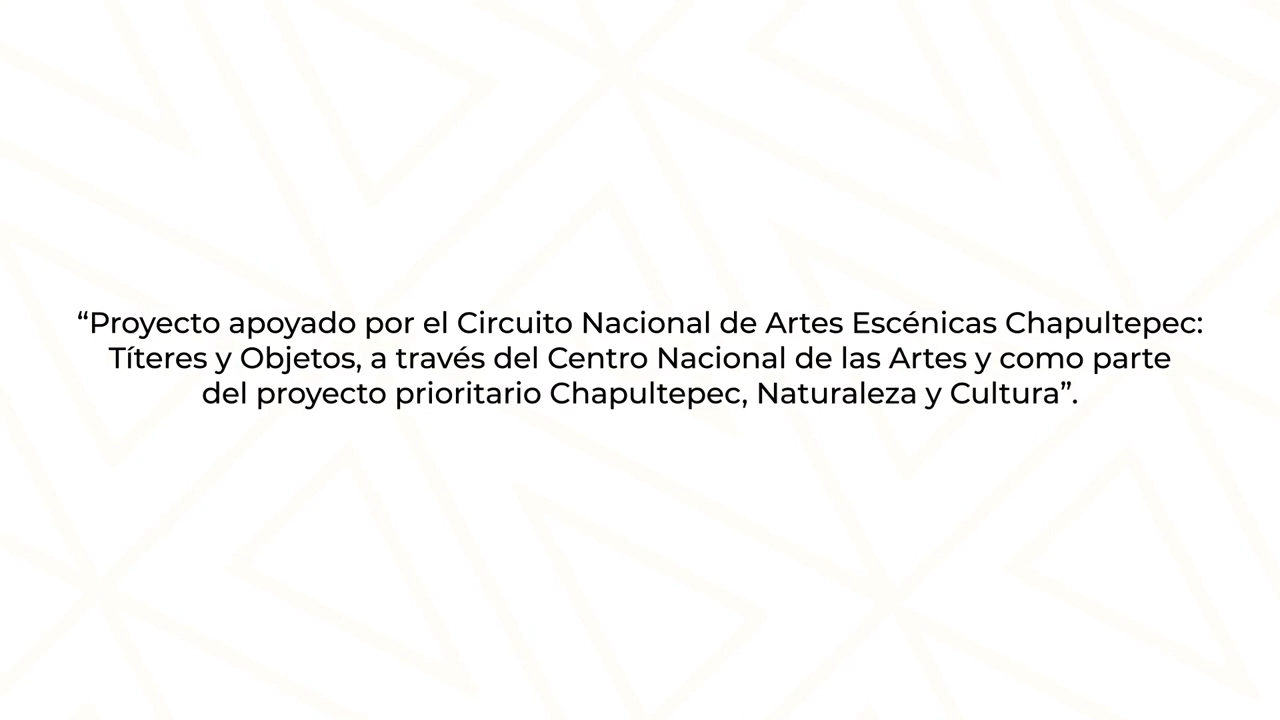 “Proyecto apoyado por el Circuito Nacional de Artes Escénicas Chapultepec:
Títeres y Objetos, a través del Centro Nacional de las Artes y como parte
del proyecto prioritario Chapultepec, Naturaleza y Cultura”.